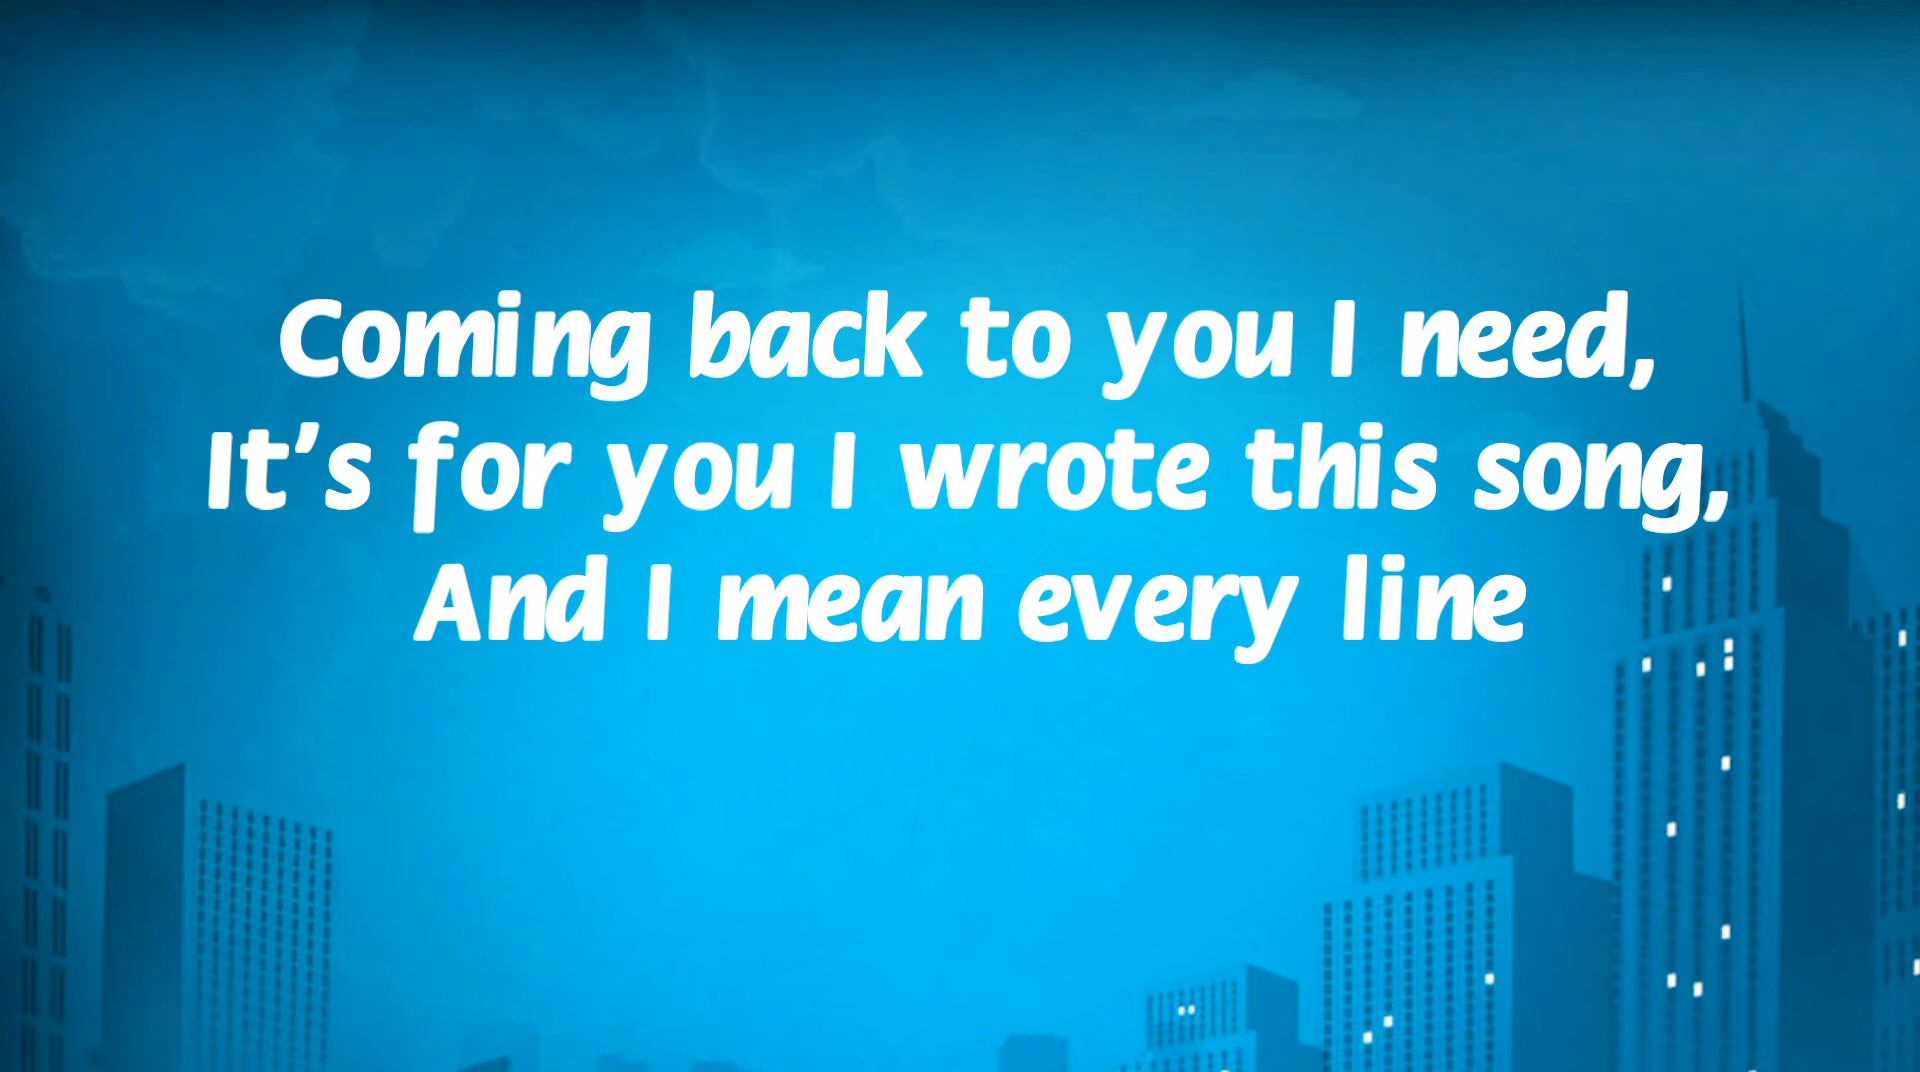 Coming back to you I need,
It's for you I wrote this song,
And I mean every line